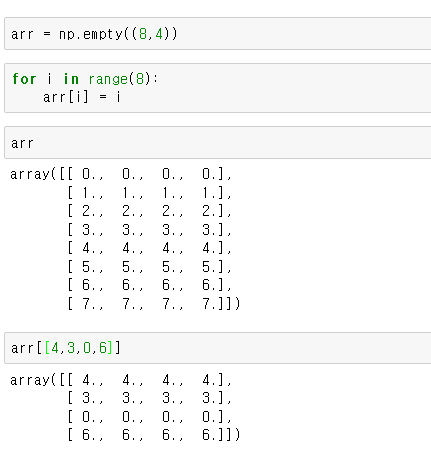 arr = np.empty((8,4))
for i in range(8):
    arr[i] = i
arr
array([[ 0.,  0.,  0.,  0.],
       [ 1.,  1.,  1.,  1.],
       [ 2.,  2.,  2.,  2.],
       [ 3.,  3.,  3.,  3.],
       [ 4.,  4.,  4.,  4.],
       [ 5.,  5.,  5.,  5.],
       [ 6.,  6.,  6.,  6.],
       [ 7.,  7.,  7.,  7.]])
arr[[4,3,0,6]]
array([[ 4.,  4.,  4.,  4.],
       [ 3.,  3.,  3.,  3.],
       [ 0.,  0.,  0.,  0.],
       [ 6.,  6.,  6.,  6.]])